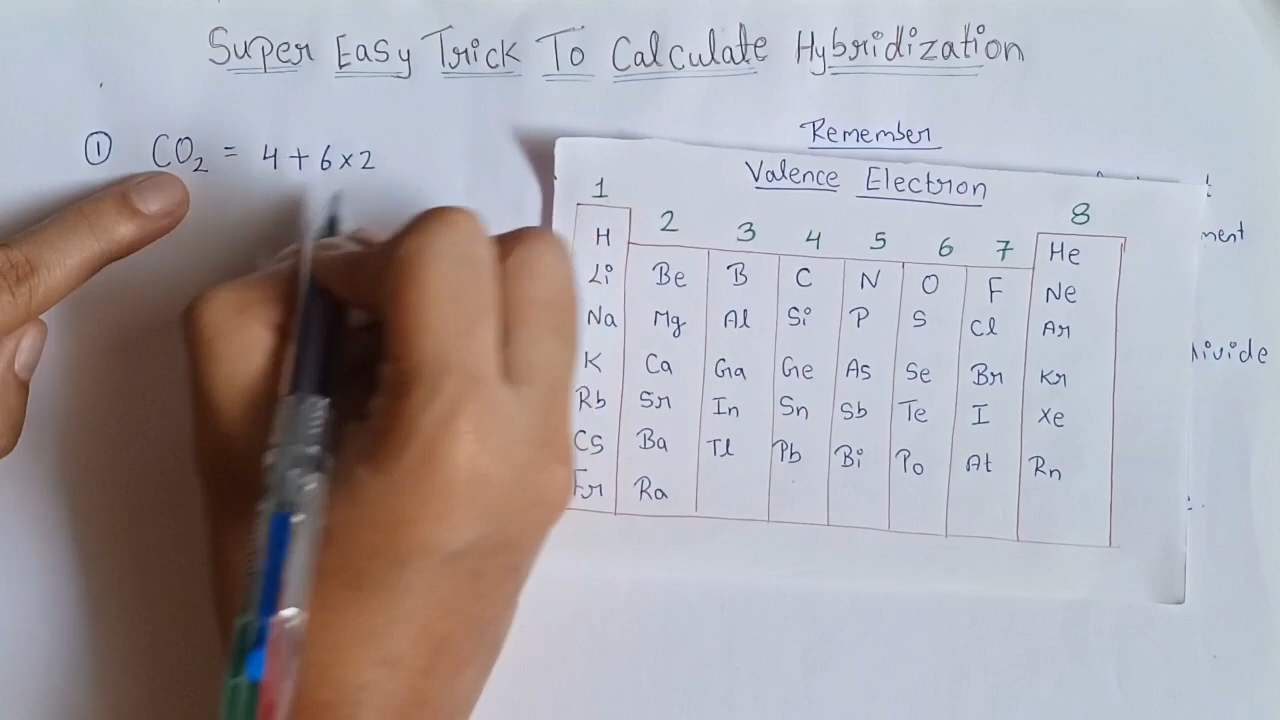 Super Easy Trick To Calculate Hybridization
① CO₂ = 4 + 6 × 2
Remember
Valence Electron
1 2 3 4 5 6 7 8
H He
Li Be B C N O F Ne
Na Mg Al Si P S Cl Ar
K Ca Ga Ge As Se Br Kr
Rb Sr In Sn Sb Te I Xe
Cs Ba Tl Pb Bi Po At Rn
Fr Ra